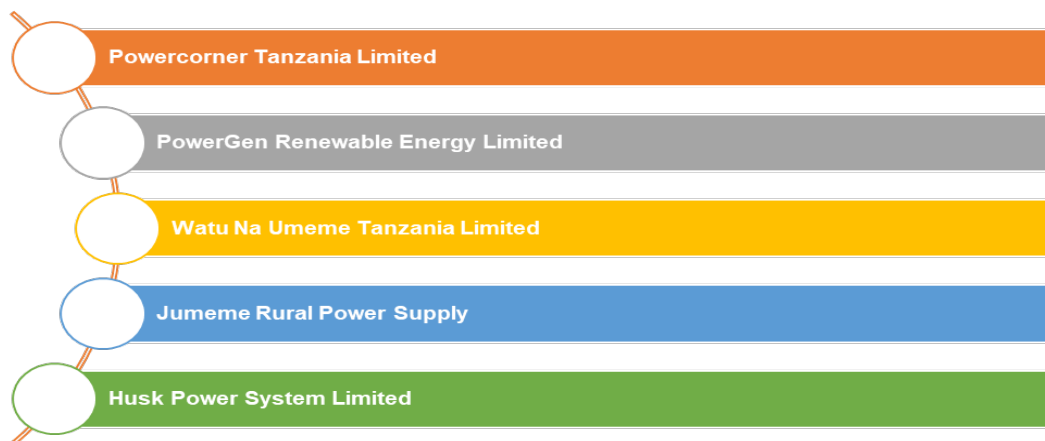 Powercorner Tanzania Limited
PowerGen Renewable Energy Limited
Watu Na Umeme Tanzania Limited
Jumeme Rural Power Supply
Husk Power System Limited